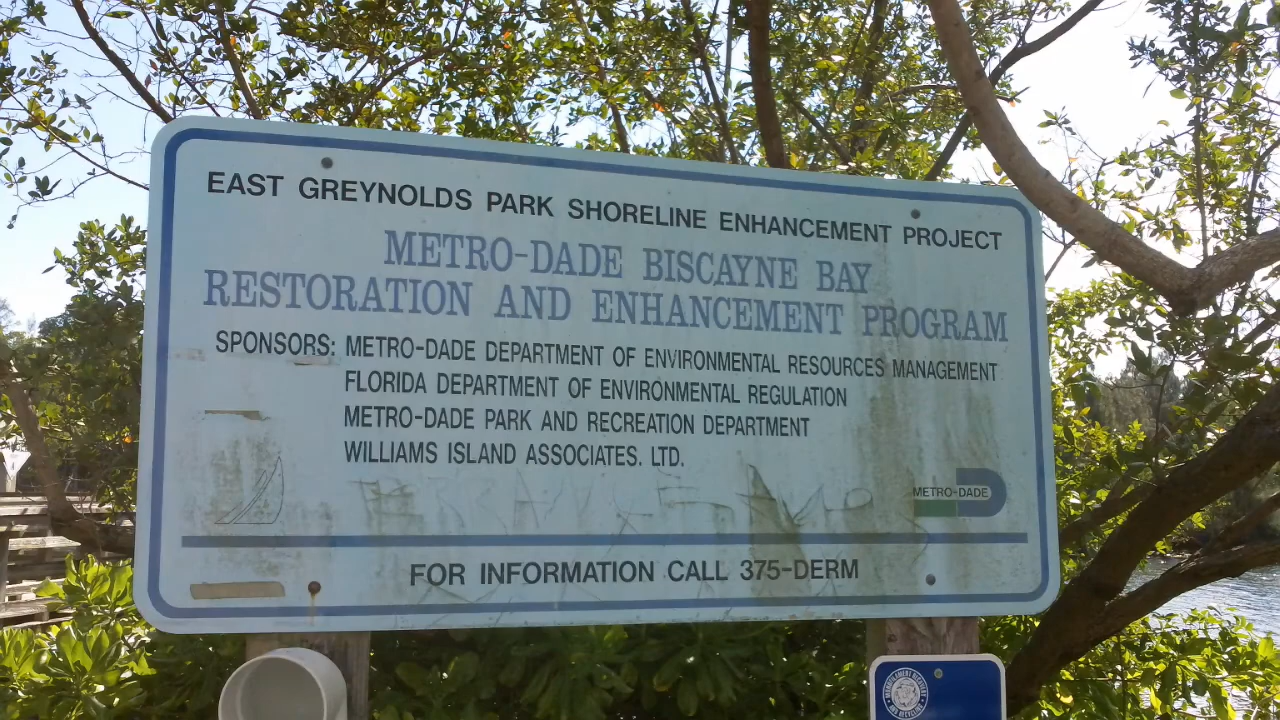 EAST GREYNOLDS PARK SHORELINE ENHANCEMENT PROJECT
METRO-DADE BISCAYNE BAY
RESTORATION AND ENHANCEMENT PROGRAM
SPONSORS: METRO-DADE DEPARTMENT OF ENVIRONMENTAL RESOURCES MANAGEMENT
FLORIDA DEPARTMENT OF ENVIRONMENTAL REGULATION
METRO-DADE PARK AND RECREATION DEPARTMENT
WILLIAMS ISLAND ASSOCIATES. LTD.
METRO-DADE
FOR INFORMATION CALL 375-DERM